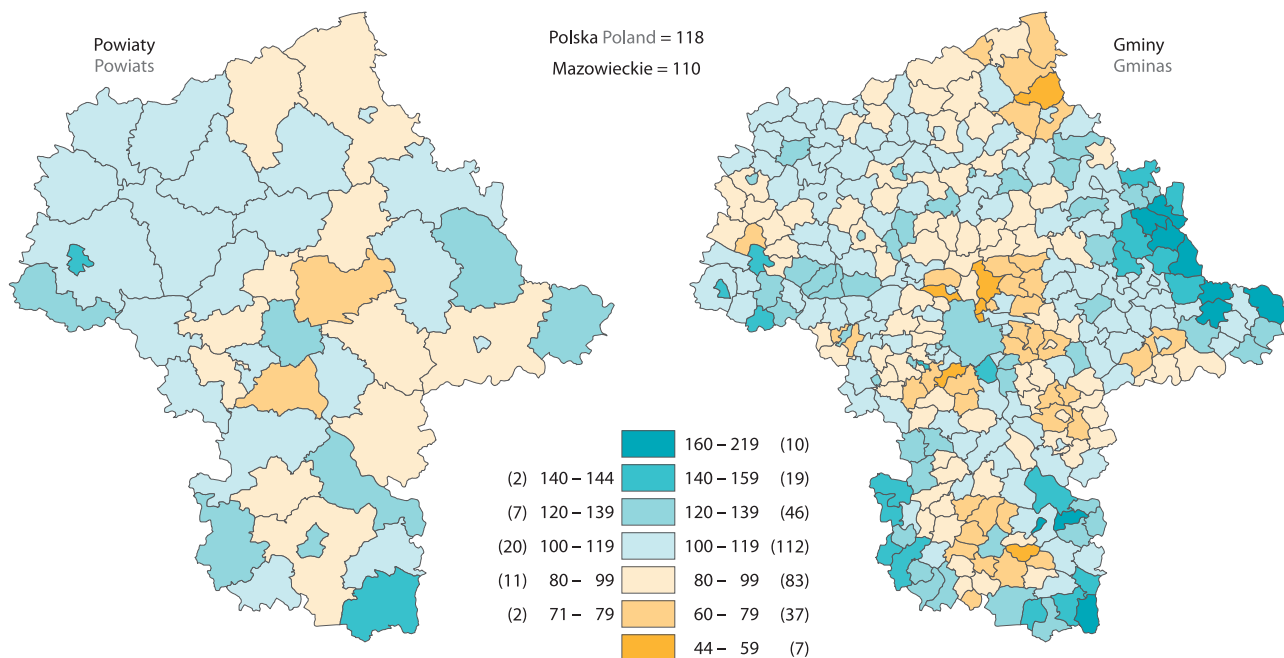 Powiaty
Powiats
Polska Poland = 118
Mazowieckie = 110
Gminy
Gminas
160 – 219 (10)
(2) 140 – 144 140 – 159 (19)
(7) 120 – 139 120 – 139 (46)
(20) 100 – 119 100 – 119 (112)
(11) 80 – 99 80 – 99 (83)
(2) 71 – 79 60 – 79 (37)
44 – 59 (7)